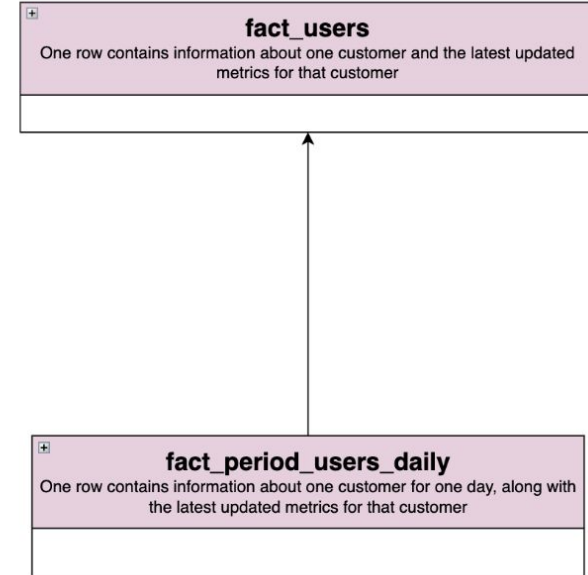 fact_users
One row contains information about one customer and the latest updated
metrics for that customer
fact_period_users_daily
One row contains information about one customer for one day, along with
the latest updated metrics for that customer